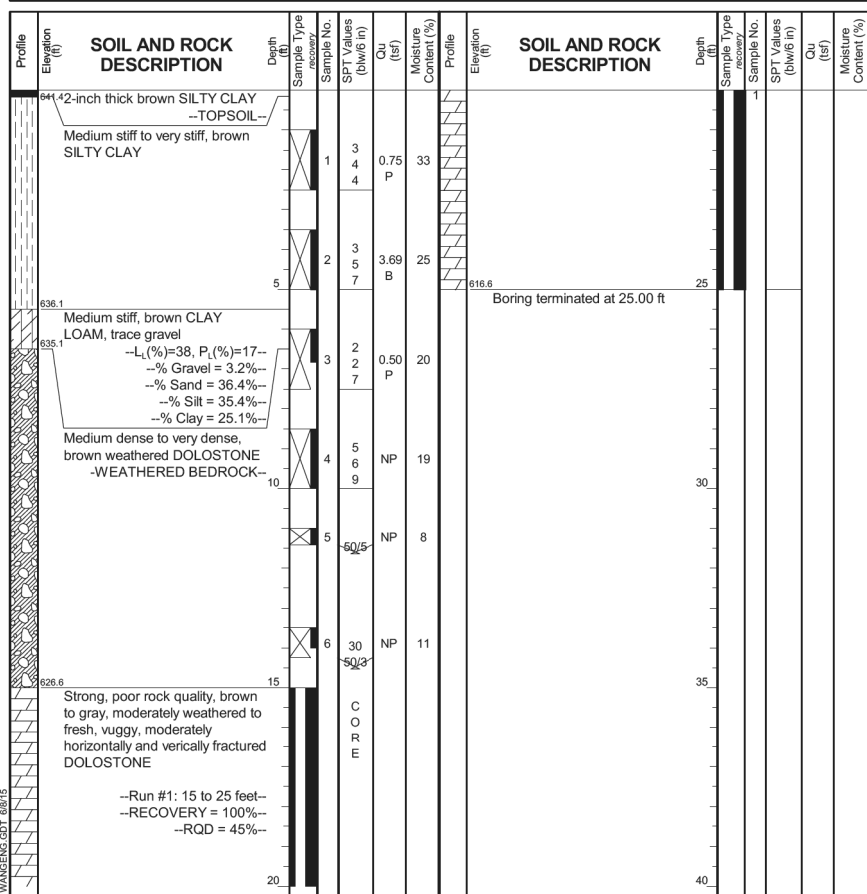 Profile
Elevation (ft)
SOIL AND ROCK DESCRIPTION
Depth (ft)
Sample Type
recovery
Sample No.
SPT Values (blw/6 in)
Qu (tsf)
Moisture Content (%)
Profile
Elevation (ft)
SOIL AND ROCK DESCRIPTION
Depth (ft)
Sample Type
recovery
Sample No.
SPT Values (blw/6 in)
Qu (tsf)
Moisture Content (%)
641.4 2-inch thick brown SILTY CLAY
--TOPSOIL--
Medium stiff to very stiff, brown
SILTY CLAY
1
3
4
4
0.75
P
33
2
3
5
7
3.69
B
25
5
636.1
Medium stiff, brown CLAY
LOAM, trace gravel
635.1
--LL(%)=38, PL(%)=17--
--% Gravel = 3.2%--
--% Sand = 36.4%--
--% Silt = 35.4%--
--% Clay = 25.1%--
3
2
2
7
0.50
P
20
Medium dense to very dense,
brown weathered DOLOSTONE
-WEATHERED BEDROCK--
4
5
6
9
NP
19
10
5
50/5
NP
8
6
30
50/3
NP
11
626.6
15
Strong, poor rock quality, brown
to gray, moderately weathered to
fresh, vuggy, moderately
horizontally and verically fractured
DOLOSTONE
C
O
R
E
--Run #1: 15 to 25 feet--
--RECOVERY = 100%--
--RQD = 45%--
20
1
616.6
25
Boring terminated at 25.00 ft
30
35
40
WANGENG.GDT 6/8/15